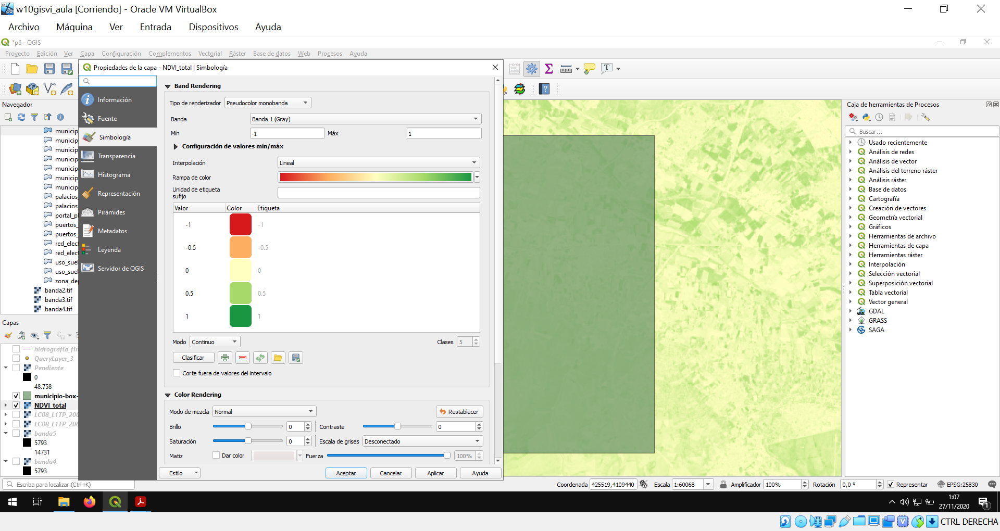 w10gisvi_aula [Corriendo] - Oracle VM VirtualBox
Archivo Máquina Ver Entrada Dispositivos Ayuda
*p6 - QGIS
Proyecto Edición Ver Capa Configuración Complementos Vectorial Ráster Base de datos Web Procesos Ayuda
Propiedades de la capa - NDVI_total | Simbología
Información
Fuente
Simbología
Transparencia
Histograma
Representación
Pirámides
Metadatos
Leyenda
Servidor de QGIS
Band Rendering
Tipo de renderizador Pseudocolor monobanda
Banda Banda 1 (Gray)
Mín -1 Máx 1
Configuración de valores mín/máx
Interpolación Lineal
Rampa de color
Unidad de etiqueta
sufijo
Valor Color Etiqueta
-1 -1
-0.5 -0.5
0 0
0.5 0.5
1 1
Modo Continuo Clases 5
Clasificar
Corte fuera de valores del intervalo
Color Rendering
Modo de mezcla Normal Restablecer
Brillo 0 Contraste 0
Saturación 0 Escala de grises Desconectado
Matiz Dar color Fuerza 100%
Estilo Aceptar Cancelar Aplicar Ayuda
Navegador
municip
municip
municip
municip
municip
municip
municip
palacios_
palacios_
portal_pl
puertos_
puertos_
red_elect
red_elect
uso_suel
uso_suel
zona_de
banda2.tif
banda3.tif
banda4.tif
Capas
hidrografia_fin
QueryLayer_3
Pendiente
0
48.758
municipio-box-
NDVI_total
LC08_L1TP_200
LC08_L1TP_200
banda5
5793
14731
banda4
5793
Caja de herramientas de Procesos
Buscar...
Usado recientemente
Análisis de redes
Análisis de vector
Análisis del terreno ráster
Análisis ráster
Base de datos
Cartografía
Creación de vectores
Geometría vectorial
Gráficos
Herramientas de archivo
Herramientas de capa
Herramientas ráster
Interpolación
Selección vectorial
Superposición vectorial
Tabla vectorial
Vector general
GDAL
GRASS
SAGA
Escriba para localizar (Ctrl+K)
Coordenada 425519,4109440 Escala 1:60068 Amplificador 100% Rotación 0,0 ° Representar EPSG:25830
1:07
27/11/2020
1
CTRL DERECHA